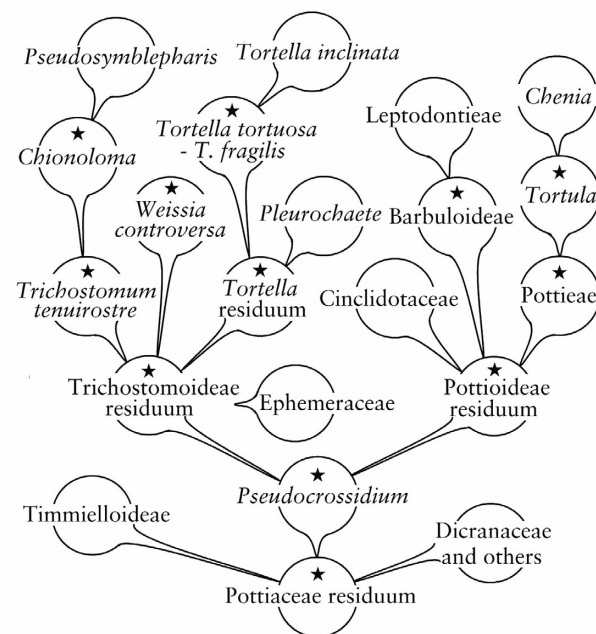 Pseudosymblepharis
Tortella inclinata
Leptodontieae
Chenia
★
Chionoloma
★
Tortella tortuosa
- T. fragilis
★
Weissia
controversa
Pleurochaete
★
Barbuloideae
★
Tortula
★
Trichostomum
tenuirostre
★
Tortella
residuum
Cinclidotaceae
★
Pottieae
★
Trichostomoideae
residuum
Ephemeraceae
★
Pottioideae
residuum
★
Pseudocrossidium
Timmielloideae
Dicranaceae
and others
★
Pottiaceae residuum